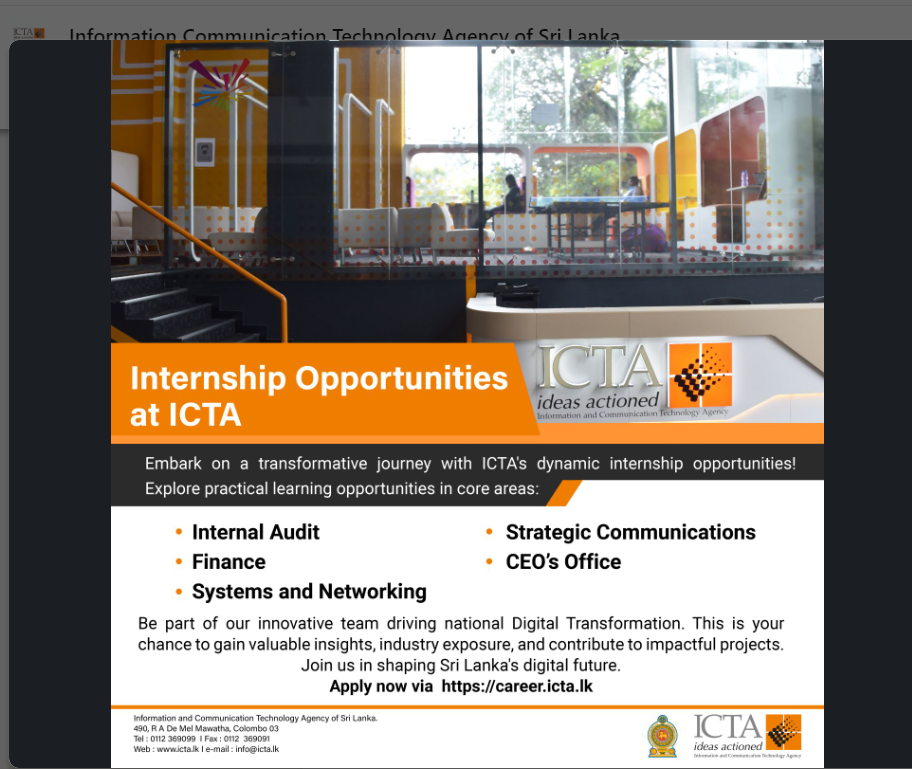 ICTA
Information Communication Technology Agency of Sri Lanka
ICTA
ideas actioned
Information and Communication Technology Agency
Internship Opportunities
at ICTA
Embark on a transformative journey with ICTA's dynamic internship opportunities!
Explore practical learning opportunities in core areas:
• Internal Audit
• Finance
• Systems and Networking
• Strategic Communications
• CEO’s Office
Be part of our innovative team driving national Digital Transformation. This is your
chance to gain valuable insights, industry exposure, and contribute to impactful projects.
Join us in shaping Sri Lanka's digital future.
Apply now via https://career.icta.lk
Information and Communication Technology Agency of Sri Lanka.
490, R A De Mel Mawatha, Colombo 03
Tel : 0112 369099 I Fax : 0112 369091
Web : www.icta.lk I e-mail : info@icta.lk
ICTA
ideas actioned
Information and Communication Technology Agency